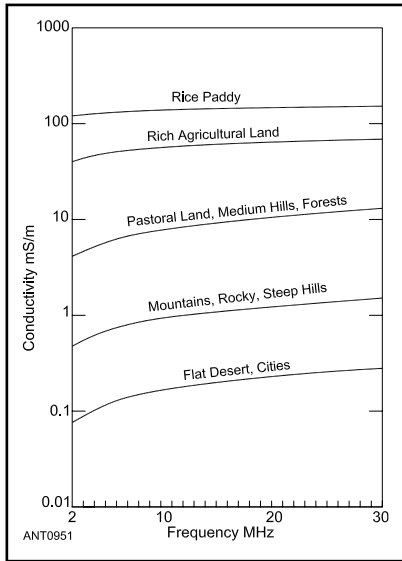 1000
Rice Paddy
100
Rich Agricultural Land
Pastoral Land, Medium Hills, Forests
10
Mountains, Rocky, Steep Hills
1
Flat Desert, Cities
0.1
0.01
Conductivity mS/m
2 10 20 30
Frequency MHz
ANT0951